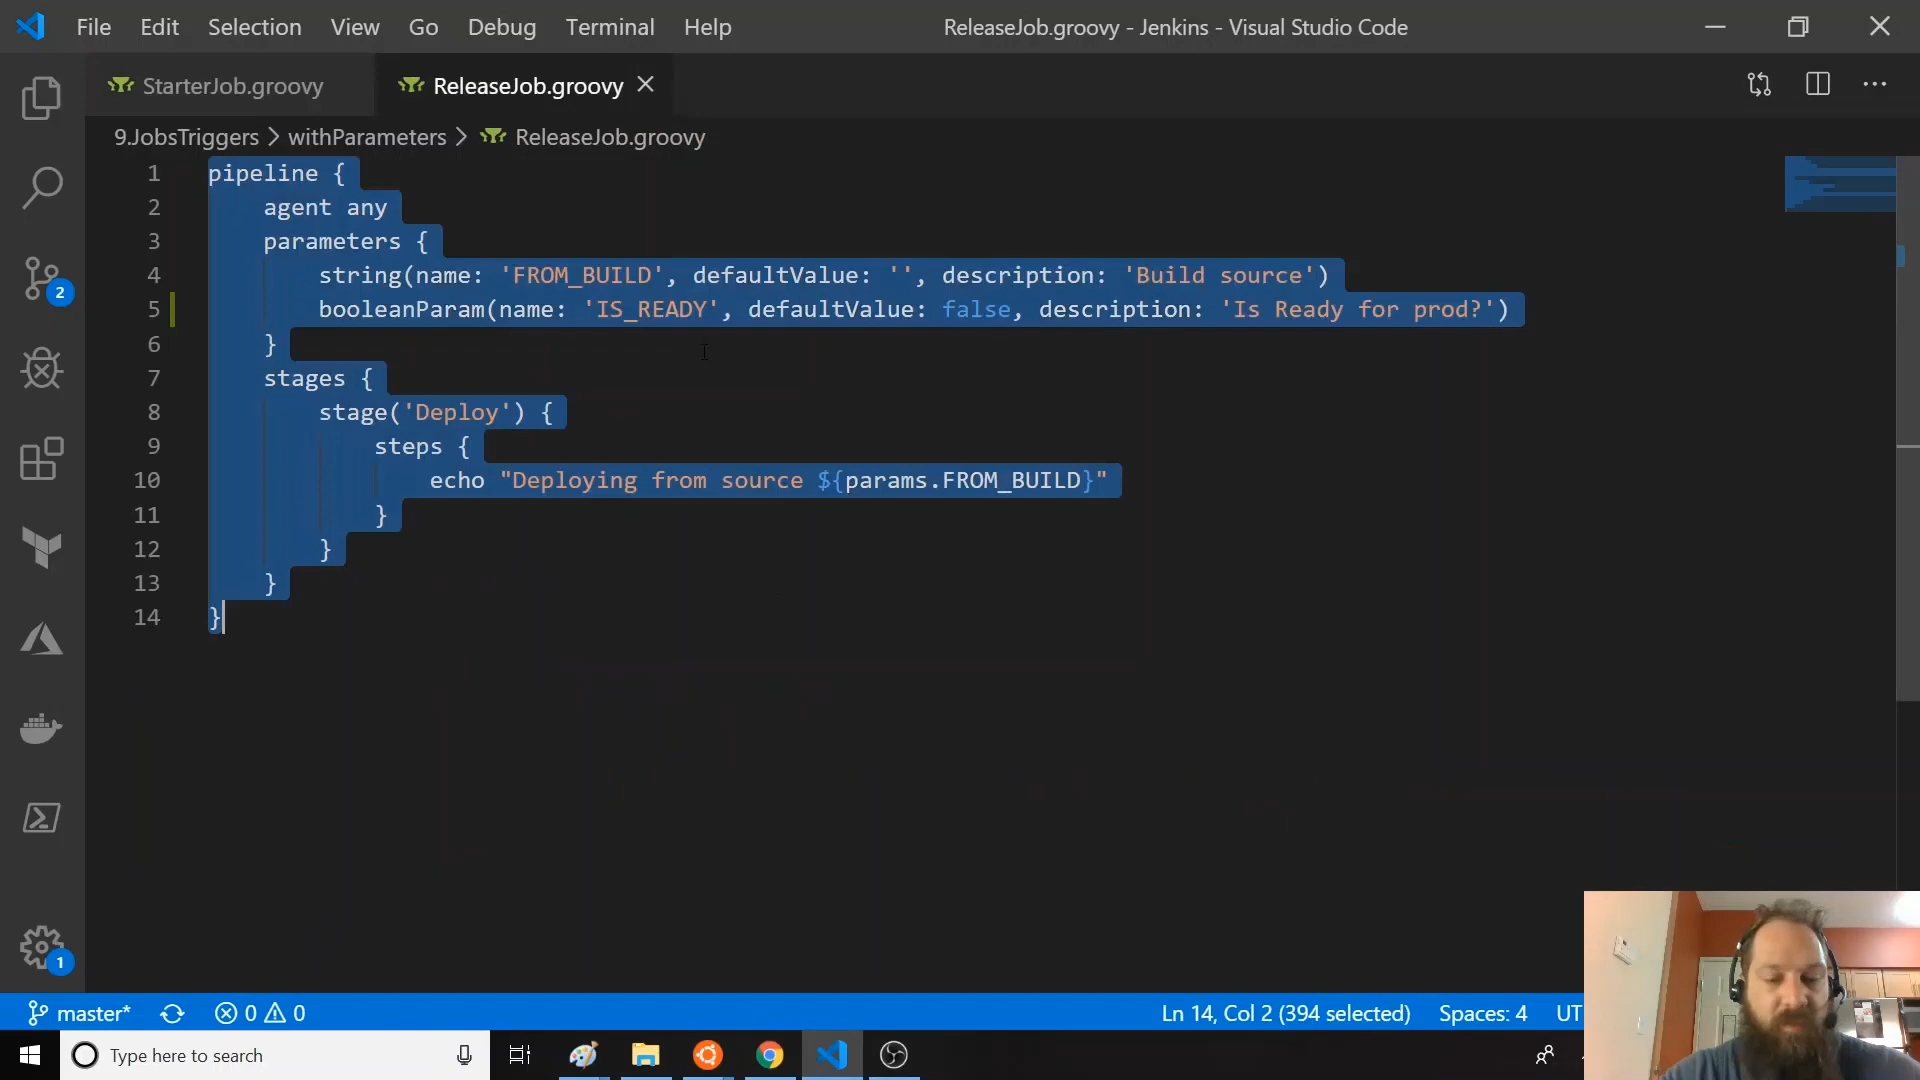 File Edit Selection View Go Debug Terminal Help
ReleaseJob.groovy - Jenkins - Visual Studio Code
StarterJob.groovy
ReleaseJob.groovy
9.JobsTriggers > withParameters > ReleaseJob.groovy
1 pipeline {
2 agent any
3 parameters {
4 string(name: 'FROM_BUILD', defaultValue: '', description: 'Build source')
5 booleanParam(name: 'IS_READY', defaultValue: false, description: 'Is Ready for prod?')
6 }
7 stages {
8 stage('Deploy') {
9 steps {
10 echo "Deploying from source ${params.FROM_BUILD}"
11 }
12 }
13 }
14 }
2
1
master* 0 0 Ln 14, Col 2 (394 selected) Spaces: 4 UT
Type here to search